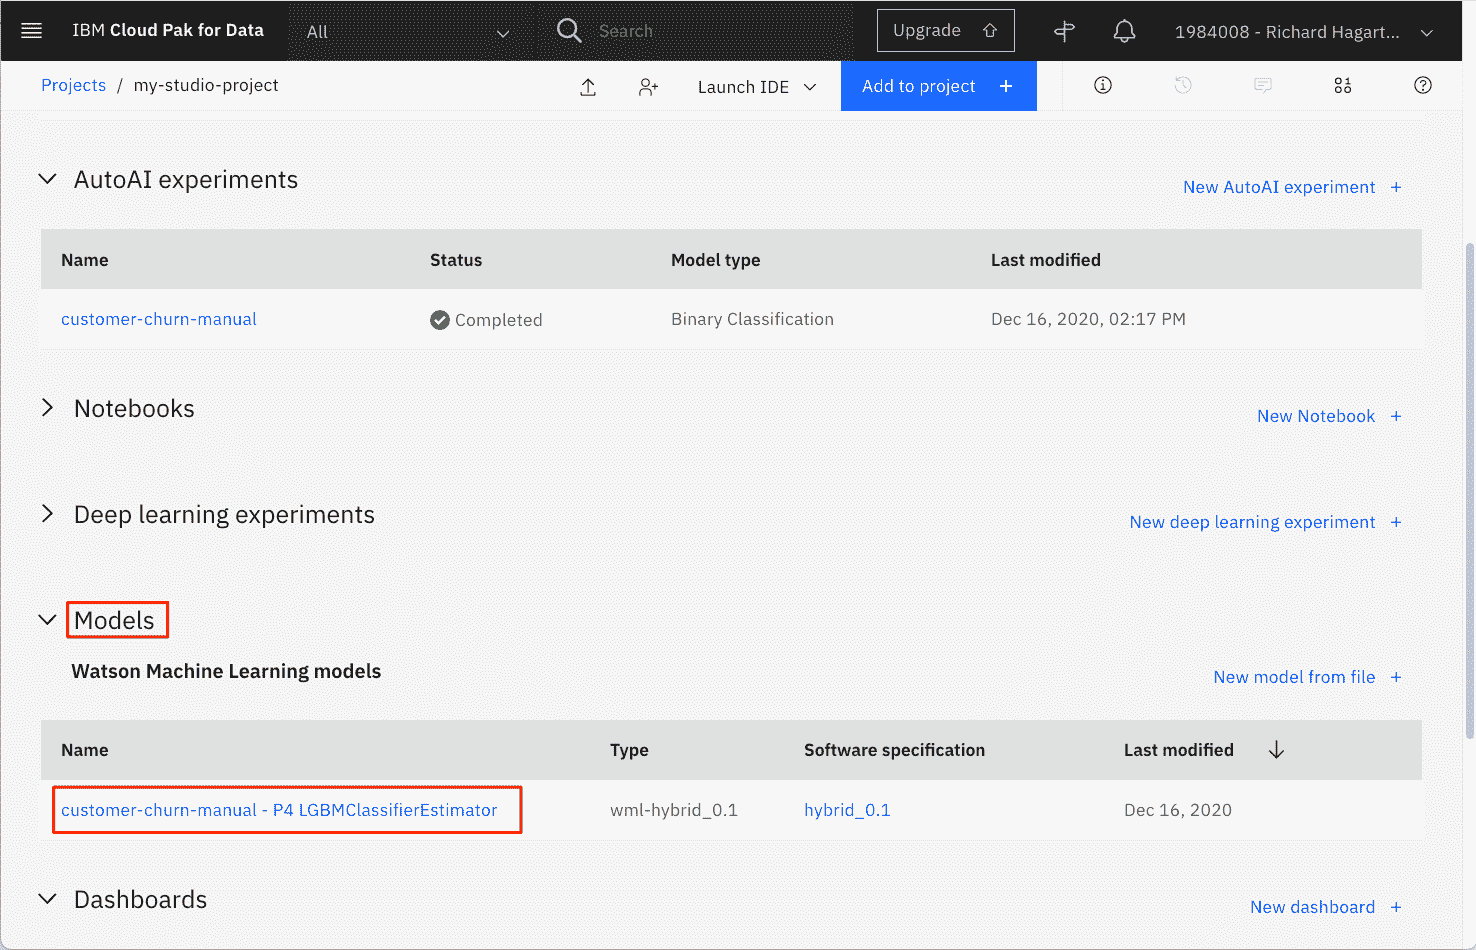 IBM Cloud Pak for Data All Search Upgrade 1984008 - Richard Hagart...
Projects / my-studio-project Launch IDE Add to project +
AutoAI experiments
New AutoAI experiment +
Name Status Model type Last modified
customer-churn-manual Completed Binary Classification Dec 16, 2020, 02:17 PM
Notebooks
New Notebook +
Deep learning experiments
New deep learning experiment +
Models
Watson Machine Learning models
New model from file +
Name Type Software specification Last modified
customer-churn-manual - P4 LGBMClassifierEstimator wml-hybrid_0.1 hybrid_0.1 Dec 16, 2020
Dashboards
New dashboard +